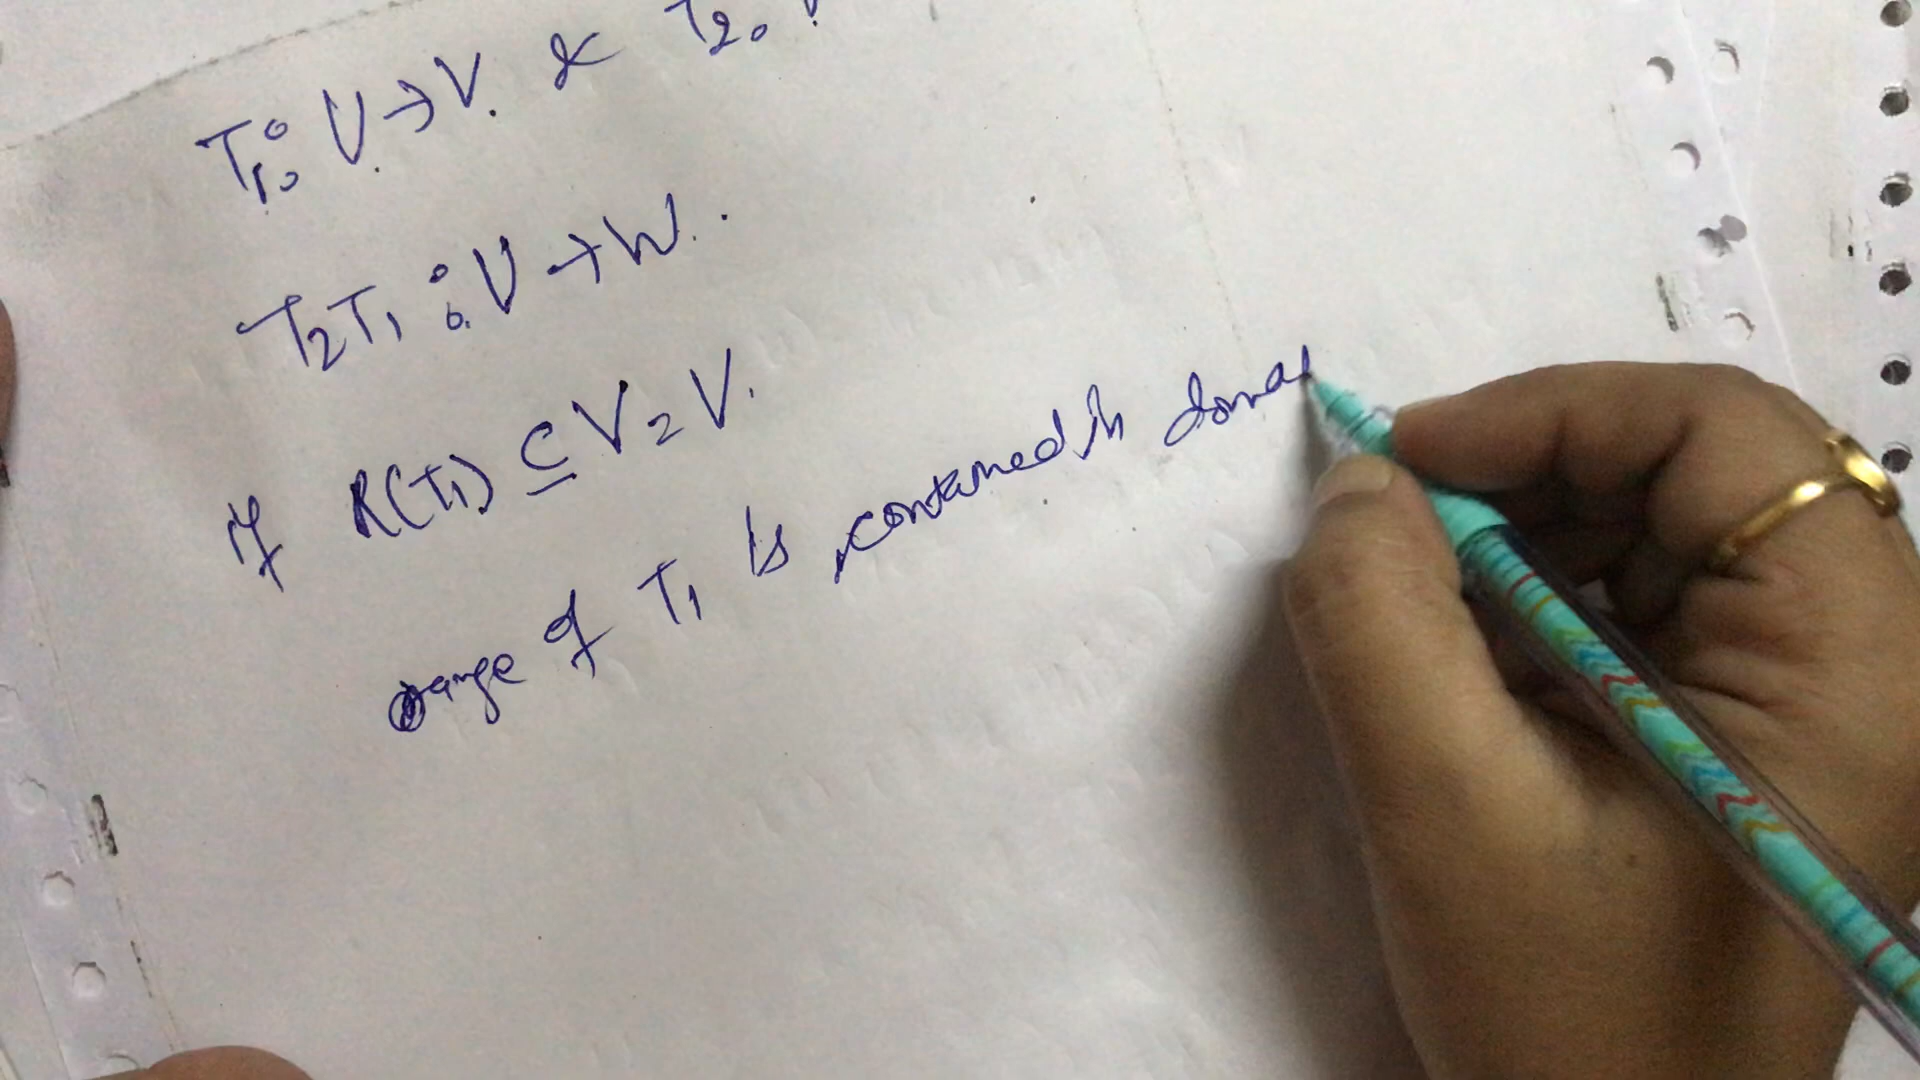 T₁: U→V. & T₂:
T₂T₁: U→W.
if R(T₁) ⊆ V = V.
range of T₁ is contained in doma